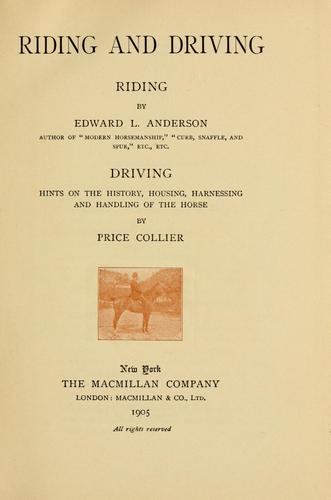 RIDING AND DRIVING
RIDING
BY
EDWARD L. ANDERSON
AUTHOR OF "MODERN HORSEMANSHIP," "CURB, SNAFFLE, AND
SPUR," ETC., ETC.
DRIVING
HINTS ON THE HISTORY, HOUSING, HARNESSING
AND HANDLING OF THE HORSE
BY
PRICE COLLIER
New York
THE MACMILLAN COMPANY
LONDON: MACMILLAN & CO., LTD.
1905
All rights reserved